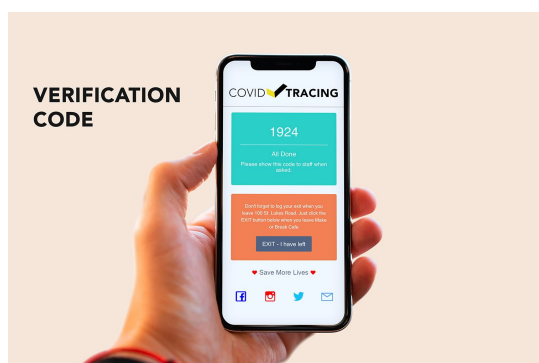 VERIFICATION
CODE
COVID TRACING
1924
All Done
Please show this code to staff when
asked.
Don't forget to log your exit when you
leave 100 St. Lukes Road. Just click the
EXIT button below when you leave Make
or Break Cafe
EXIT - I have left
Save More Lives